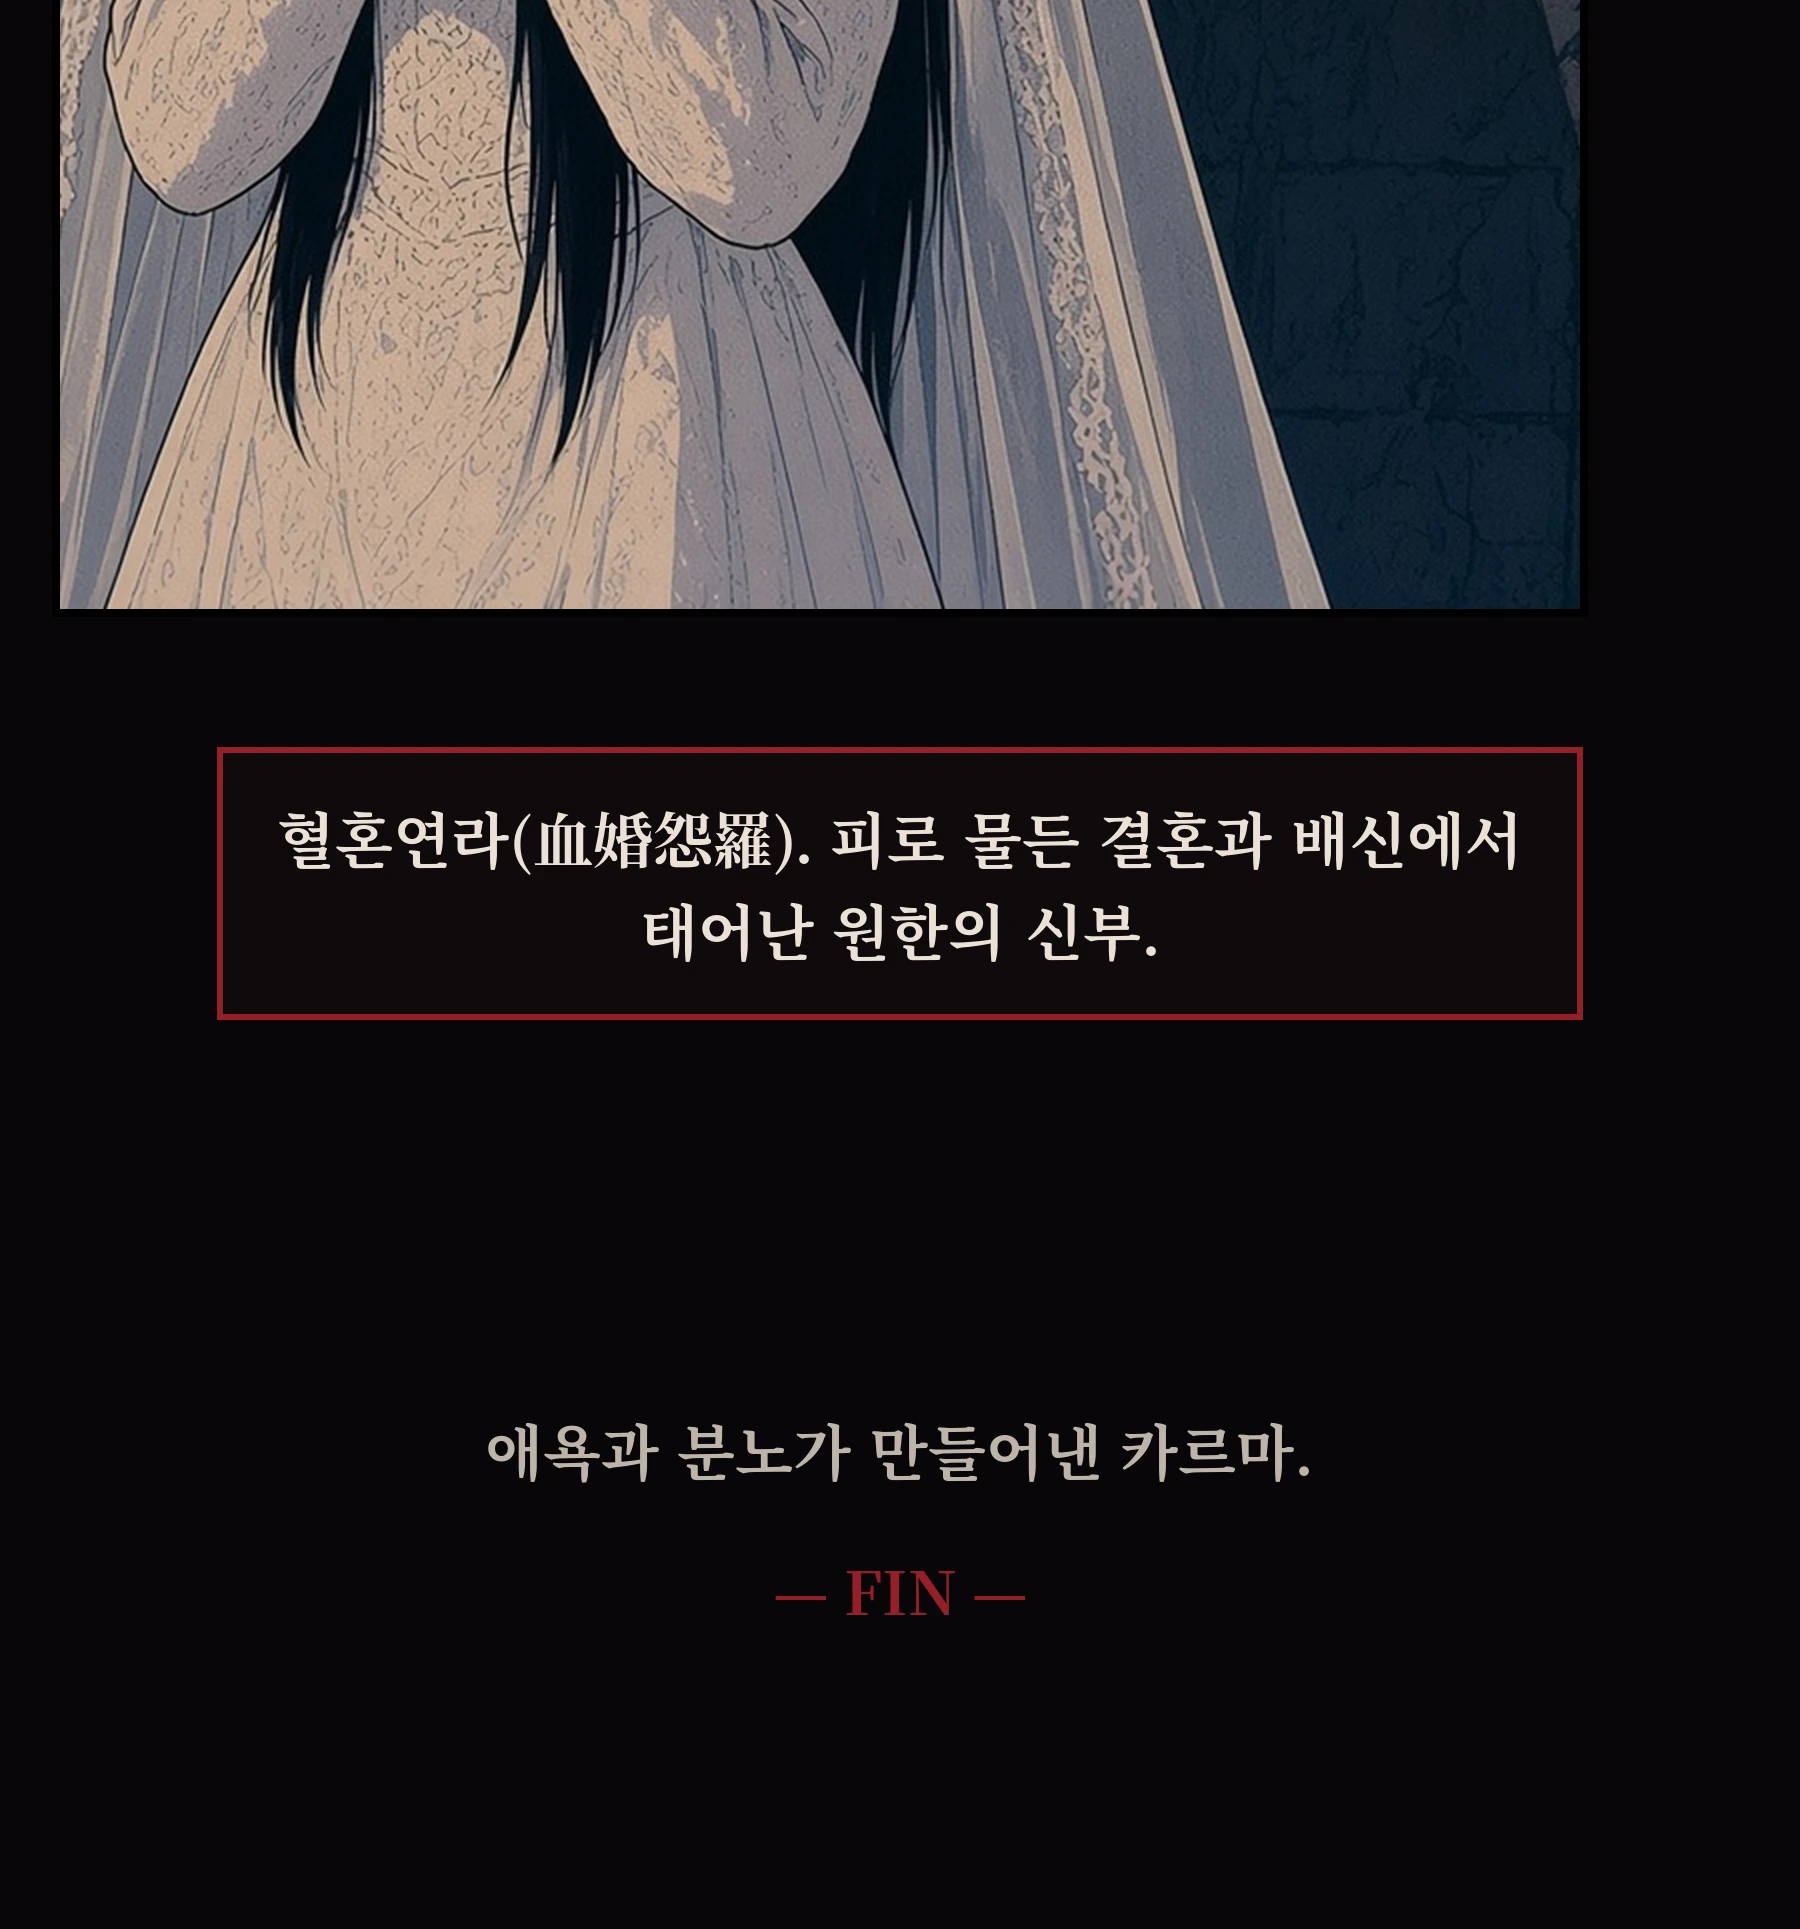 혈혼연라(血婚怨羅). 피로 물든 결혼과 배신에서
태어난 원한의 신부.
애욕과 분노가 만들어낸 카르마.
— FIN —